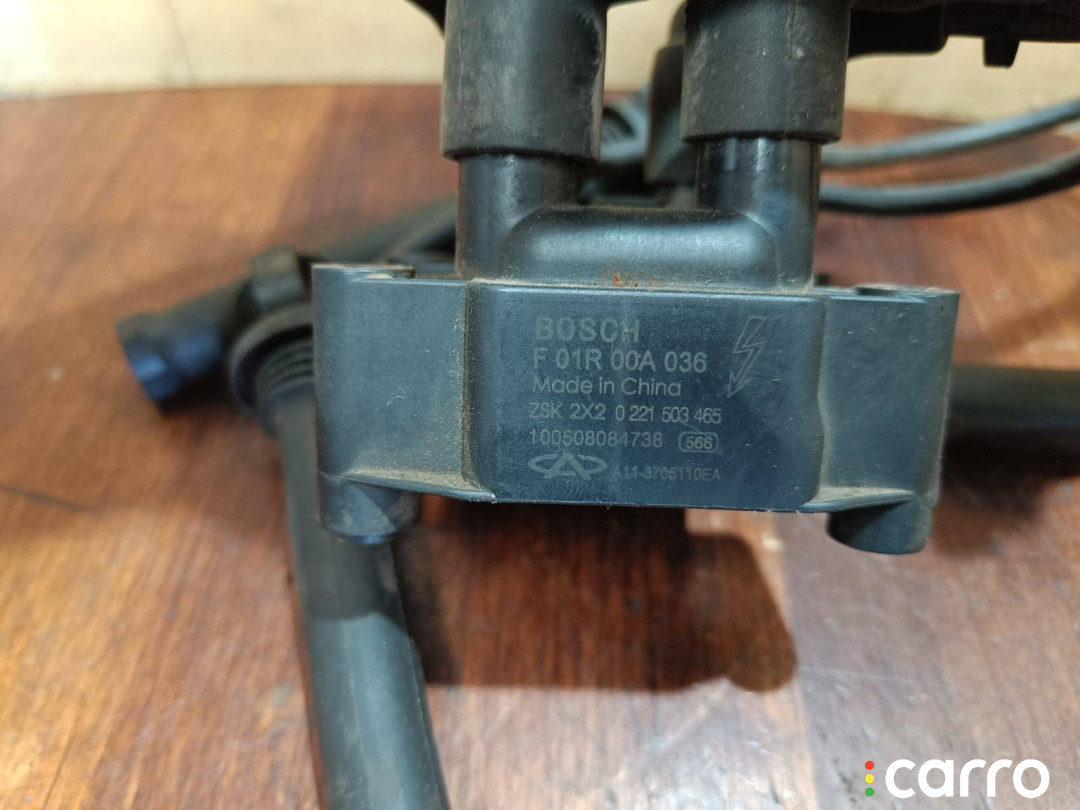 BOSCH
F 01R 00A 036
Made in China
ZSK 2X2 0 221 503 465
100508084738 566
A11-3705110EA
carro